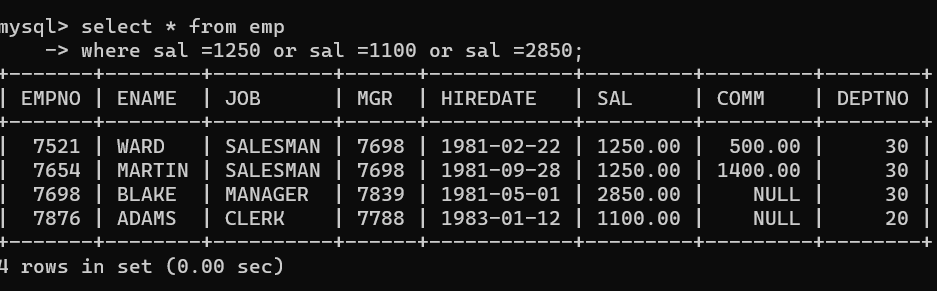 mysql> select * from emp
    -> where sal =1250 or sal =1100 or sal =2850;
+-------+--------+----------+------+------------+---------+---------+--------+
| EMPNO | ENAME  | JOB      | MGR  | HIREDATE   | SAL     | COMM    | DEPTNO |
+-------+--------+----------+------+------------+---------+---------+--------+
|  7521 | WARD   | SALESMAN | 7698 | 1981-02-22 | 1250.00 |  500.00 |     30 |
|  7654 | MARTIN | SALESMAN | 7698 | 1981-09-28 | 1250.00 | 1400.00 |     30 |
|  7698 | BLAKE  | MANAGER  | 7839 | 1981-05-01 | 2850.00 |    NULL |     30 |
|  7876 | ADAMS  | CLERK    | 7788 | 1983-01-12 | 1100.00 |    NULL |     20 |
+-------+--------+----------+------+------------+---------+---------+--------+
4 rows in set (0.00 sec)